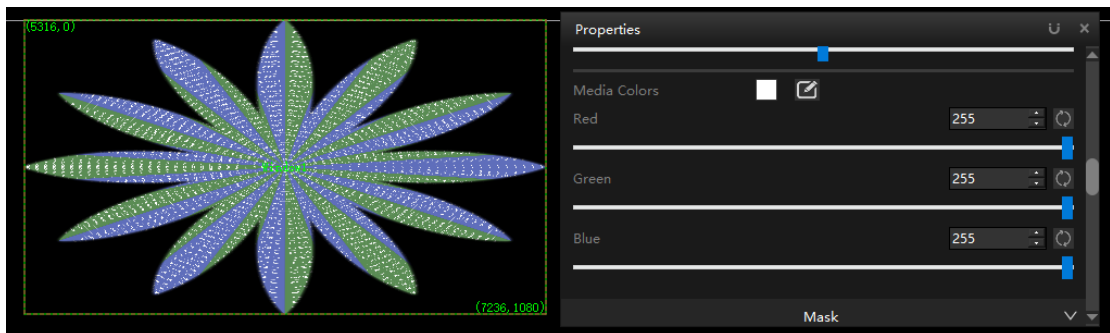 (5316,0)
(7236,1080)
Properties
Media Colors
Red
255
Green
255
Blue
255
Mask